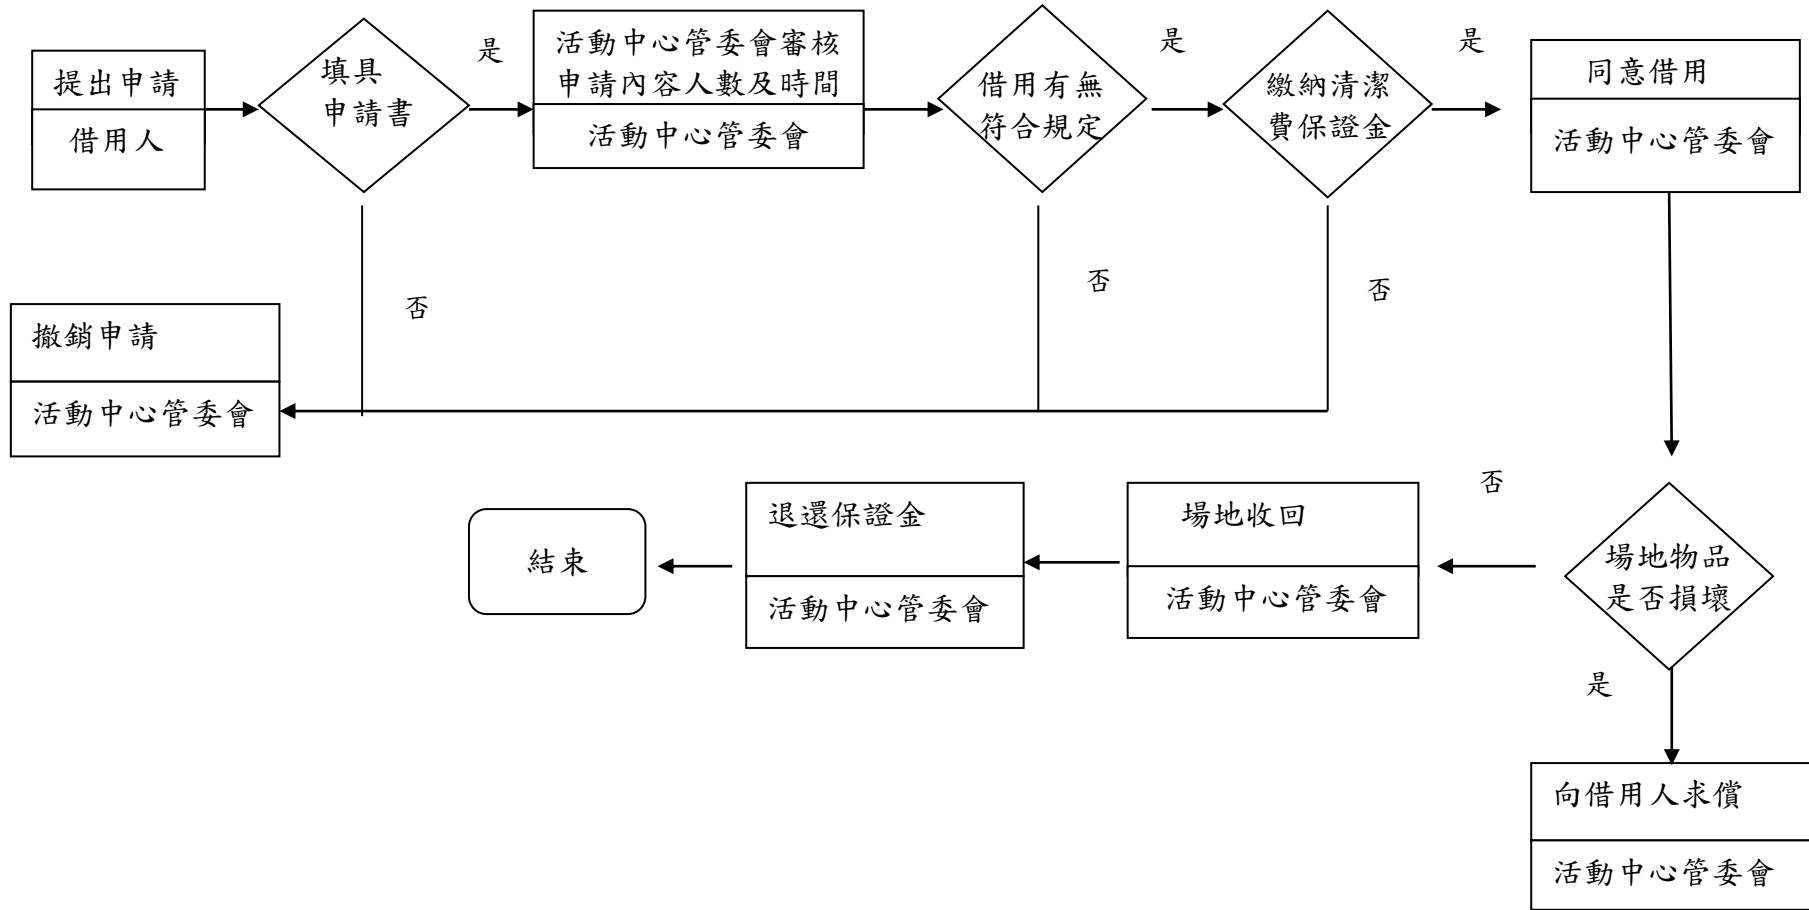 提出申請
借用人
填具
申請書
是
活動中心管委會審核
申請內容人數及時間
活動中心管委會
借用有無
符合規定
是
繳納清潔
費保證金
是
同意借用
活動中心管委會
否
否
否
撤銷申請
活動中心管委會
場地物品
是否損壞
否
場地收回
活動中心管委會
退還保證金
活動中心管委會
結束
是
向借用人求償
活動中心管委會